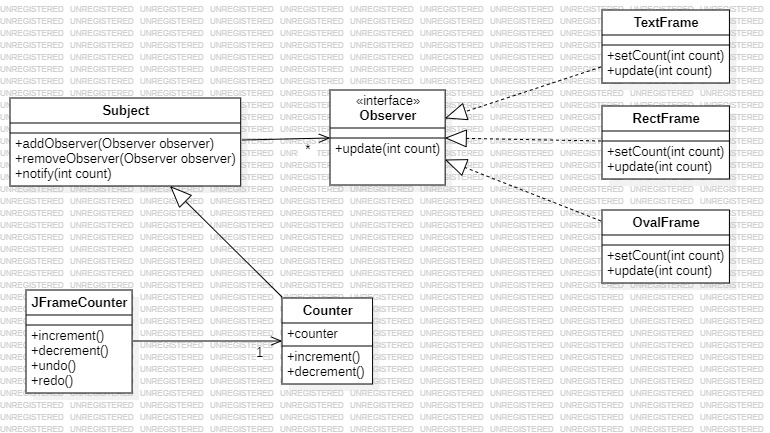 TextFrame
+setCount(int count)
+update(int count)
Subject
+addObserver(Observer observer)
+removeObserver(Observer observer)
+notify(int count)
«interface»
Observer
+update(int count)
*
RectFrame
+setCount(int count)
+update(int count)
OvalFrame
+setCount(int count)
+update(int count)
JFrameCounter
+increment()
+decrement()
+undo()
+redo()
1
Counter
+counter
+increment()
+decrement()
UNREGISTERED